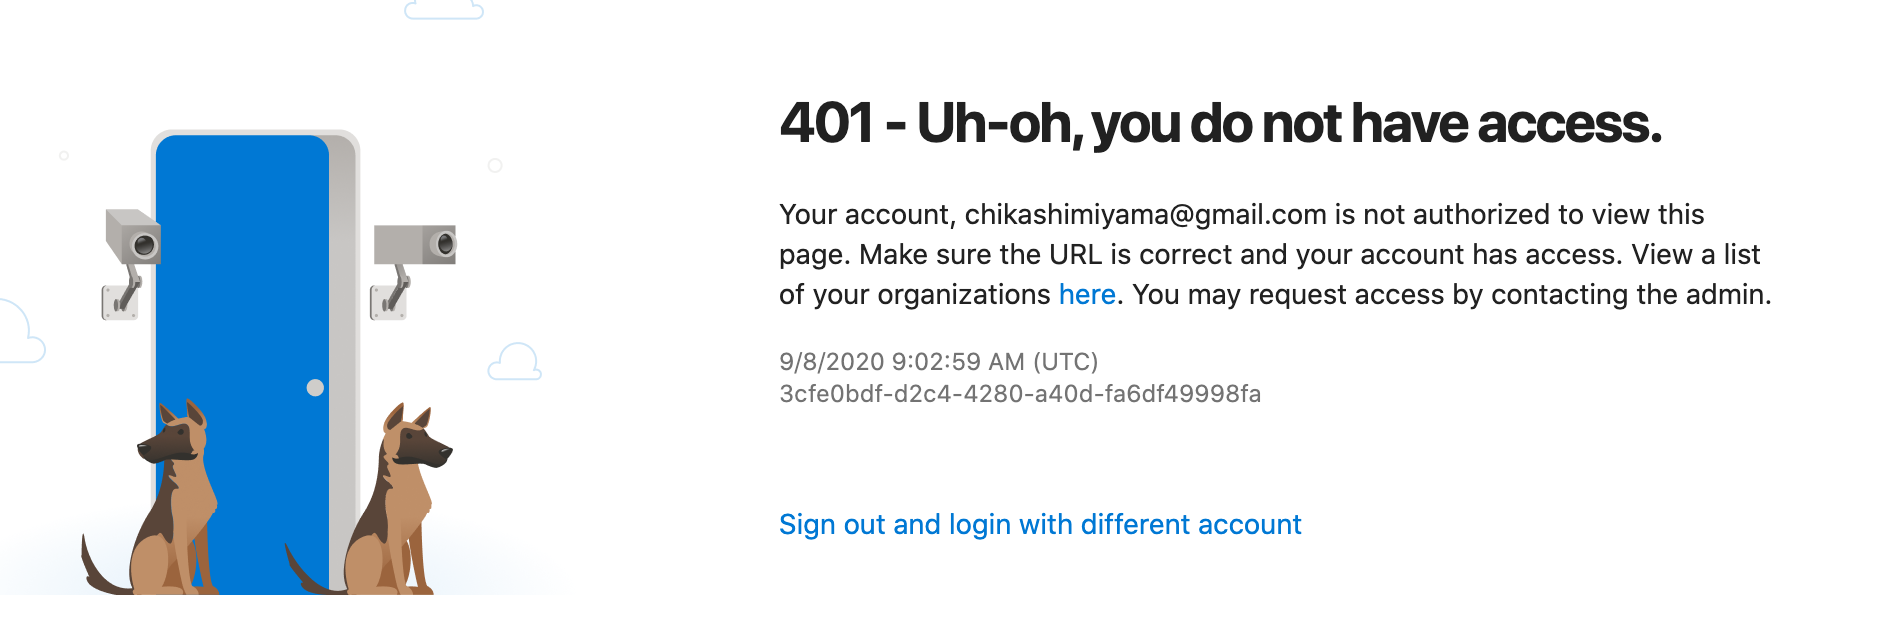 401 - Uh-oh, you do not have access.
Your account, chikashimiyama@gmail.com is not authorized to view this
page. Make sure the URL is correct and your account has access. View a list
of your organizations here. You may request access by contacting the admin.
9/8/2020 9:02:59 AM (UTC)
3cfe0bdf-d2c4-4280-a40d-fa6df49998fa
Sign out and login with different account